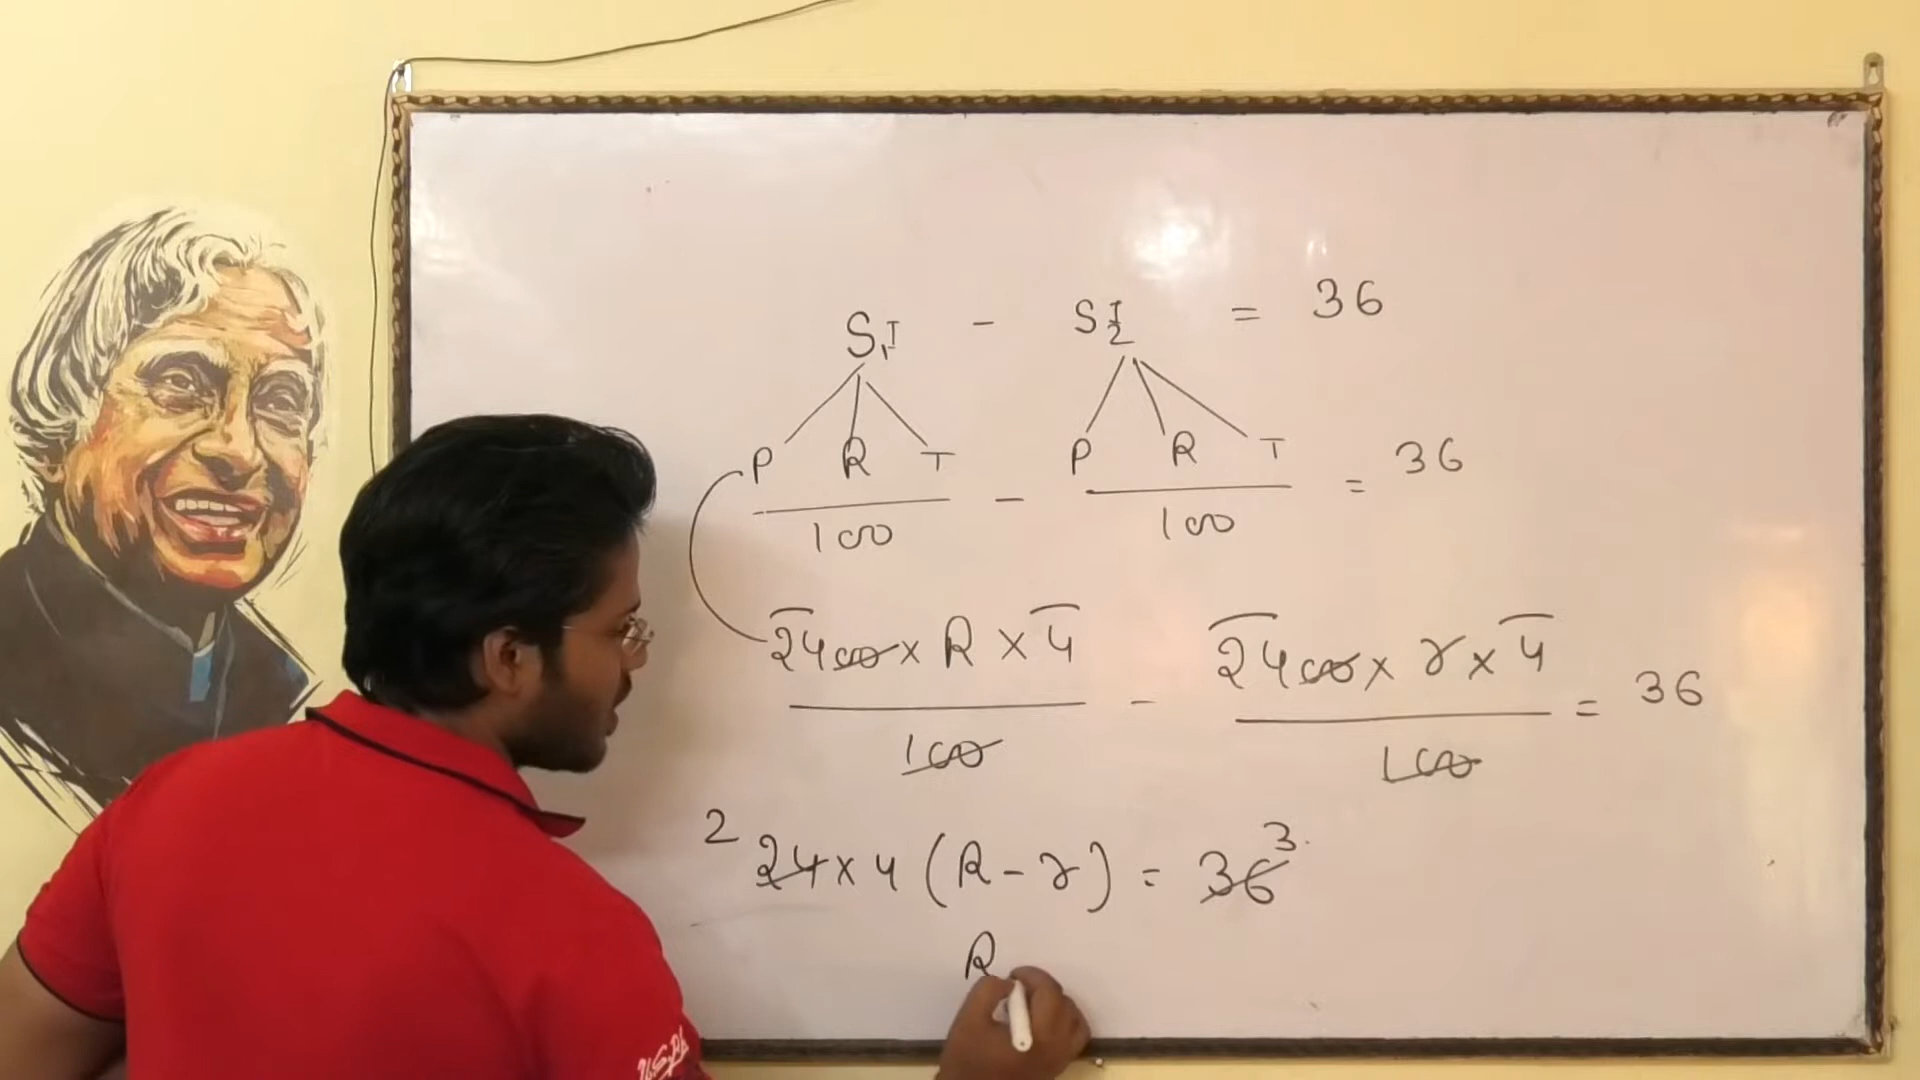 SI₁ - SI₂ = 36
P R T - P R T = 36
100 100
2400 x R x 4 - 2400 x r x 4 = 36
100 100
2 3
24 x 4 (R - r) = 36
R